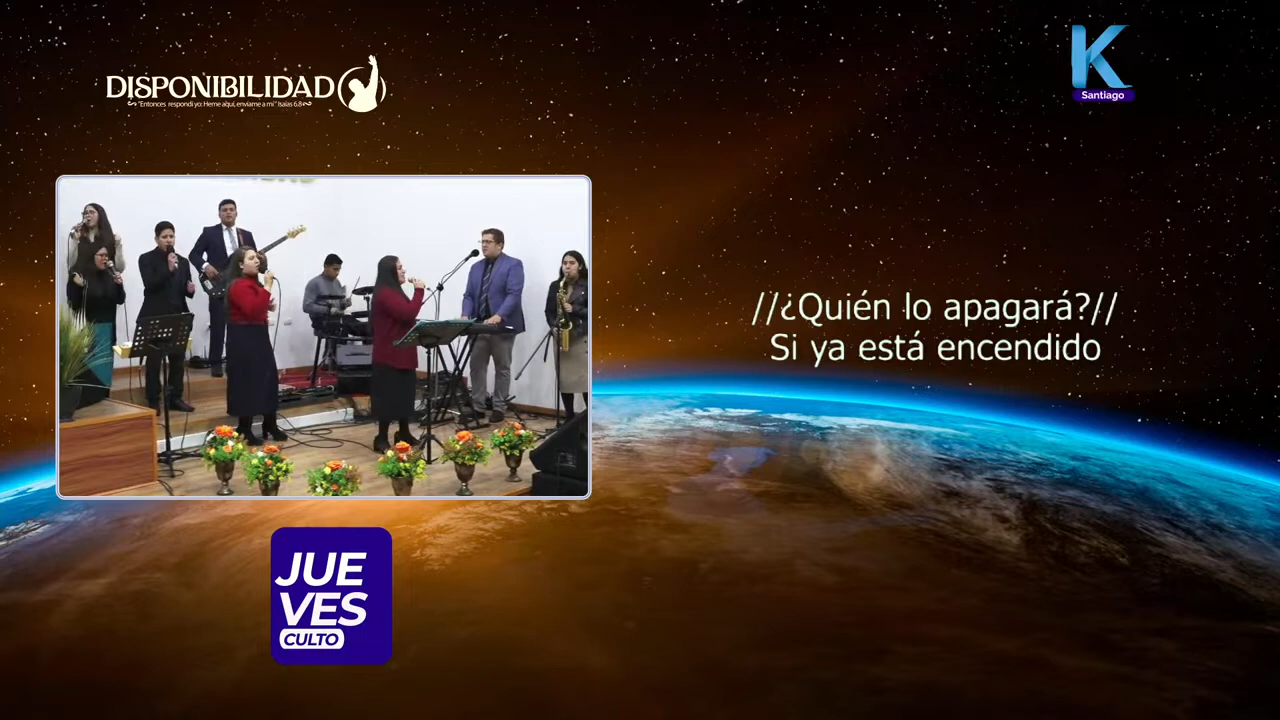 DISPONIBILIDAD
"Entonces respondí yo: Heme aquí, envíame a mí" Isaías 6.8
K
Santiago
//¿Quién lo apagará?//
Si ya está encendido
JUE
VES
CULTO